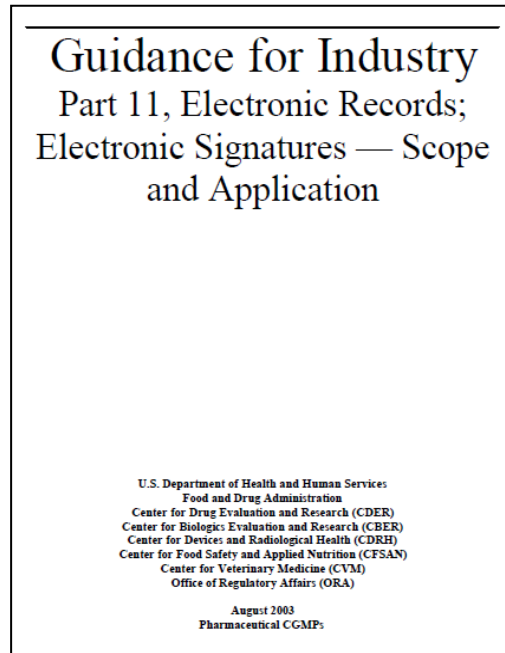 Guidance for Industry
Part 11, Electronic Records;
Electronic Signatures — Scope
and Application
U.S. Department of Health and Human Services
Food and Drug Administration
Center for Drug Evaluation and Research (CDER)
Center for Biologics Evaluation and Research (CBER)
Center for Devices and Radiological Health (CDRH)
Center for Food Safety and Applied Nutrition (CFSAN)
Center for Veterinary Medicine (CVM)
Office of Regulatory Affairs (ORA)
August 2003
Pharmaceutical CGMPs